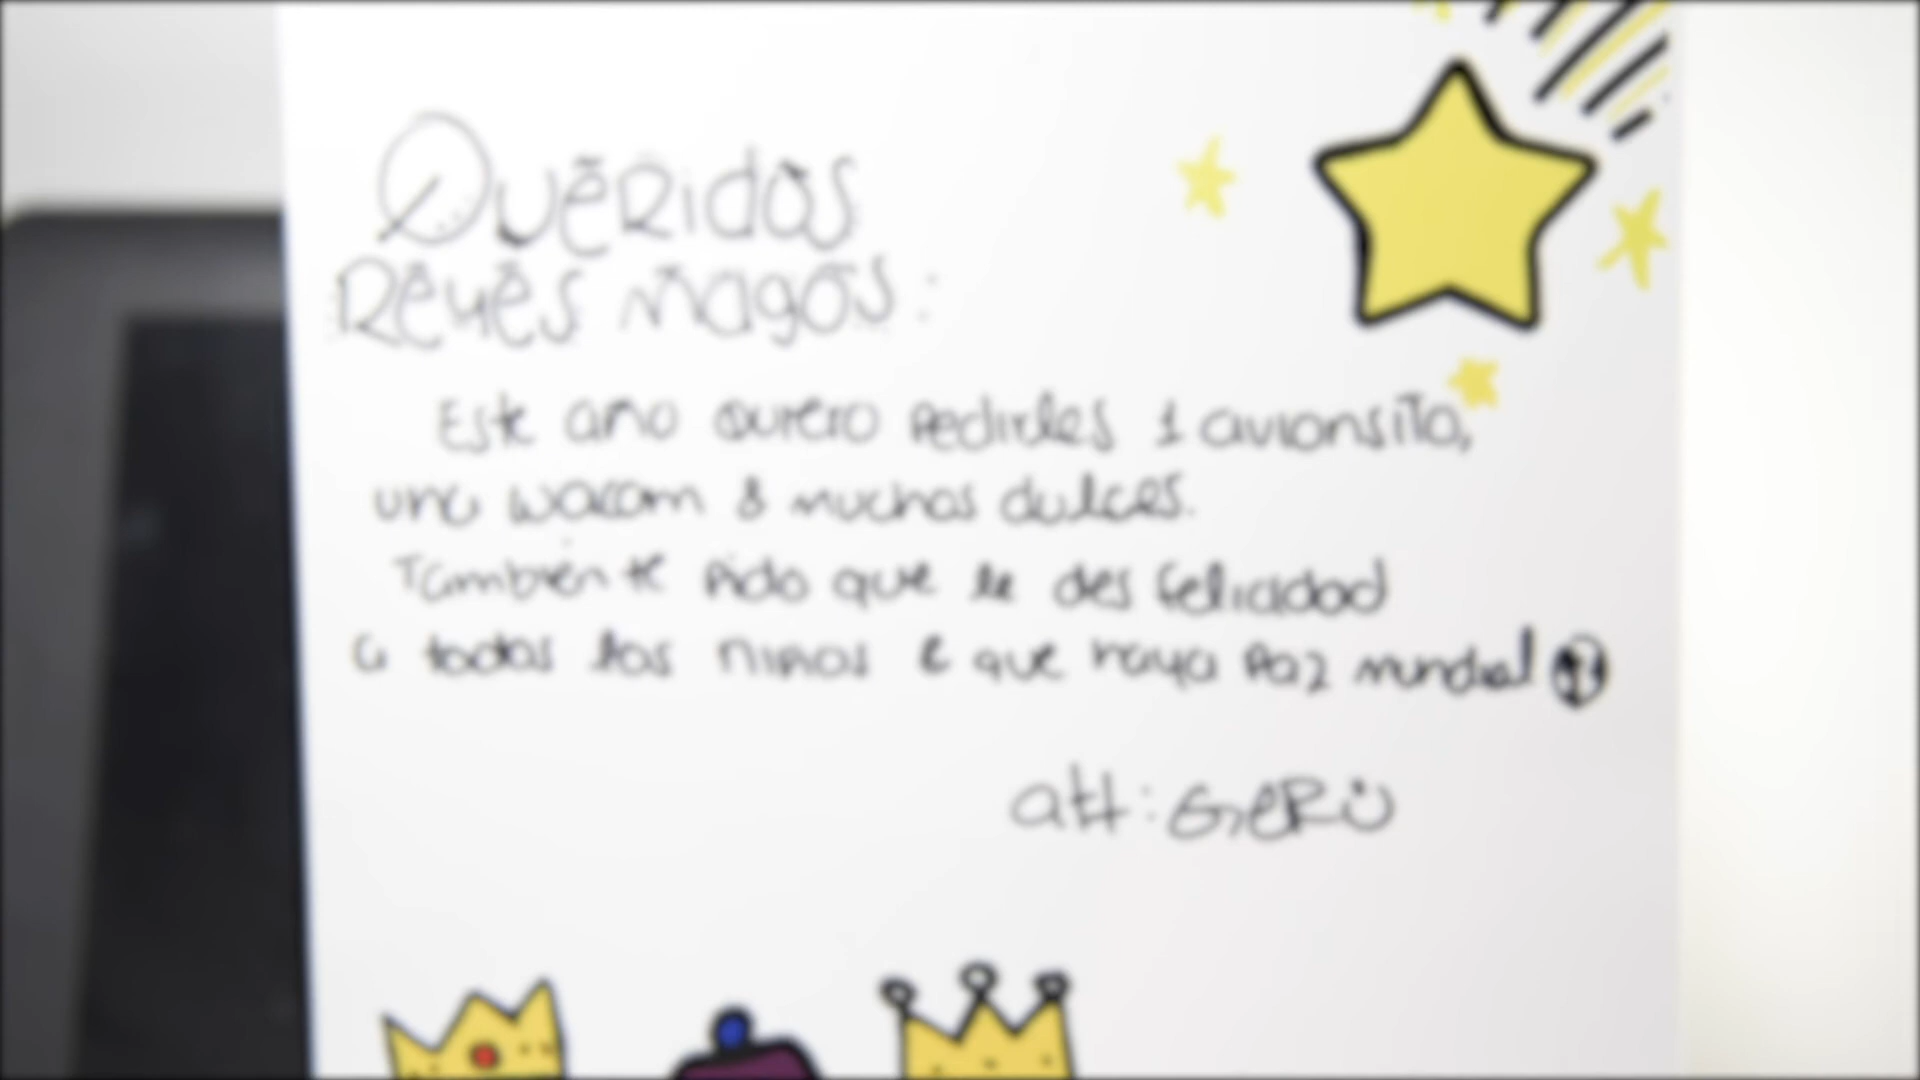 Queridos
Reyes magos:
Este año quiero Pedirles 1 avionsito,
una wacom & muchos dulces.
También te Pido que le des felicidad
a todos los niños e que haya Paz mundial
att: GERÜ